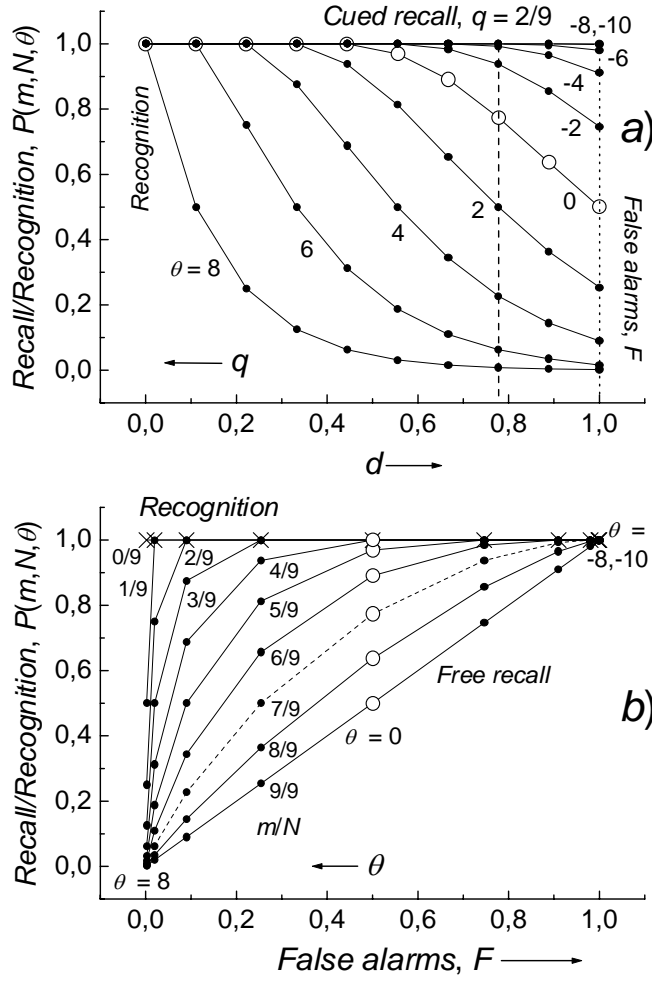 Cued recall, q = 2/9
-8,-10
-6
-4
-2
0
2
4
6
θ = 8
a)
Recognition
False alarms, F
Recall/Recognition, P(m,N,θ)
1,0
0,8
0,6
0,4
0,2
0,0
q
0,0 0,2 0,4 0,6 0,8 1,0
d
Recognition
θ =
-8,-10
0/9
1/9
2/9
3/9
4/9
5/9
6/9
7/9
8/9
9/9
m/N
Free recall
θ = 0
b)
θ
θ = 8
Recall/Recognition, P(m,N,θ)
1,0
0,8
0,6
0,4
0,2
0,0
0,0 0,2 0,4 0,6 0,8 1,0
False alarms, F